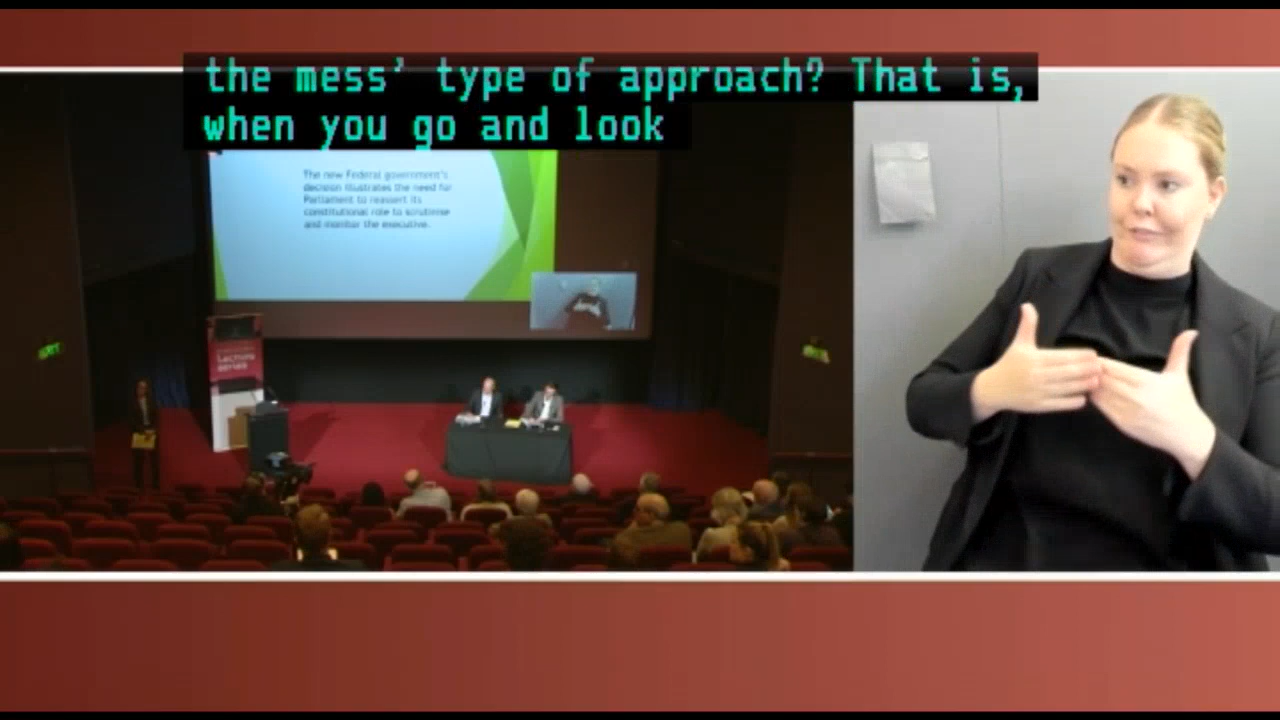 the mess’ type of approach? That is,
when you go and look
The new Federal government's
decision illustrates the need for
Parliament to reassert its
constitutional role to scrutinise
and monitor the executive.
Lecture
series